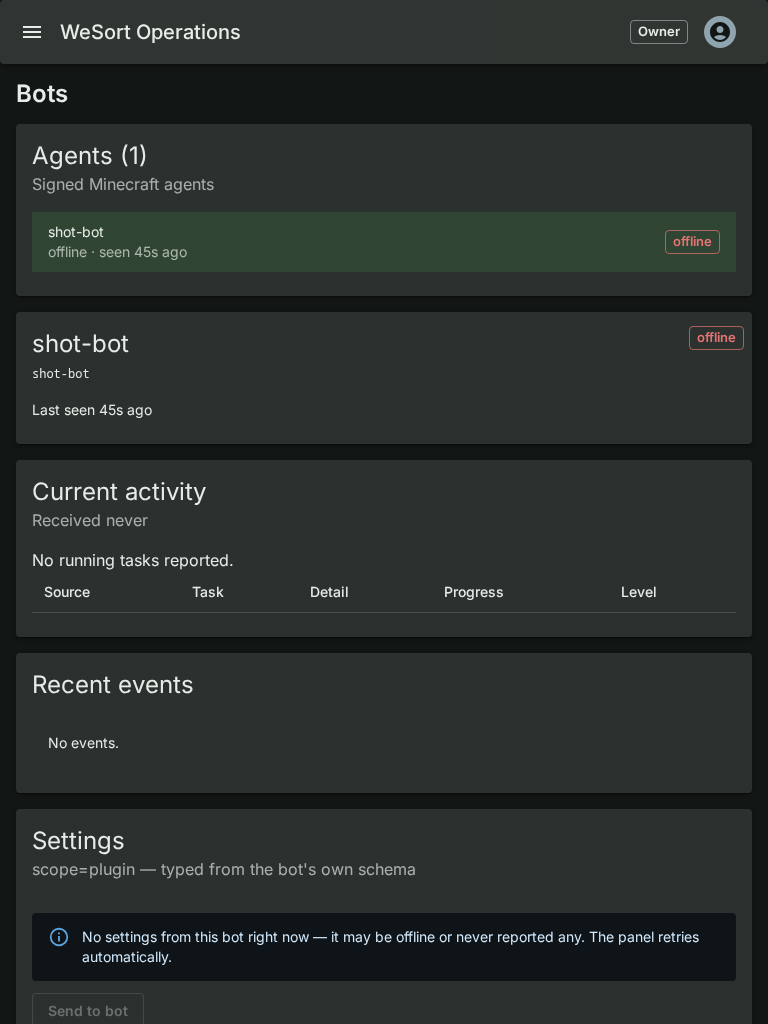 WeSort Operations
Owner
Bots
Agents (1)
Signed Minecraft agents
shot-bot
offline · seen 45s ago
offline
shot-bot
offline
shot-bot
Last seen 45s ago
Current activity
Received never
No running tasks reported.
Source Task Detail Progress Level
Recent events
No events.
Settings
scope=plugin — typed from the bot's own schema
No settings from this bot right now — it may be offline or never reported any. The panel retries
automatically.
Send to bot